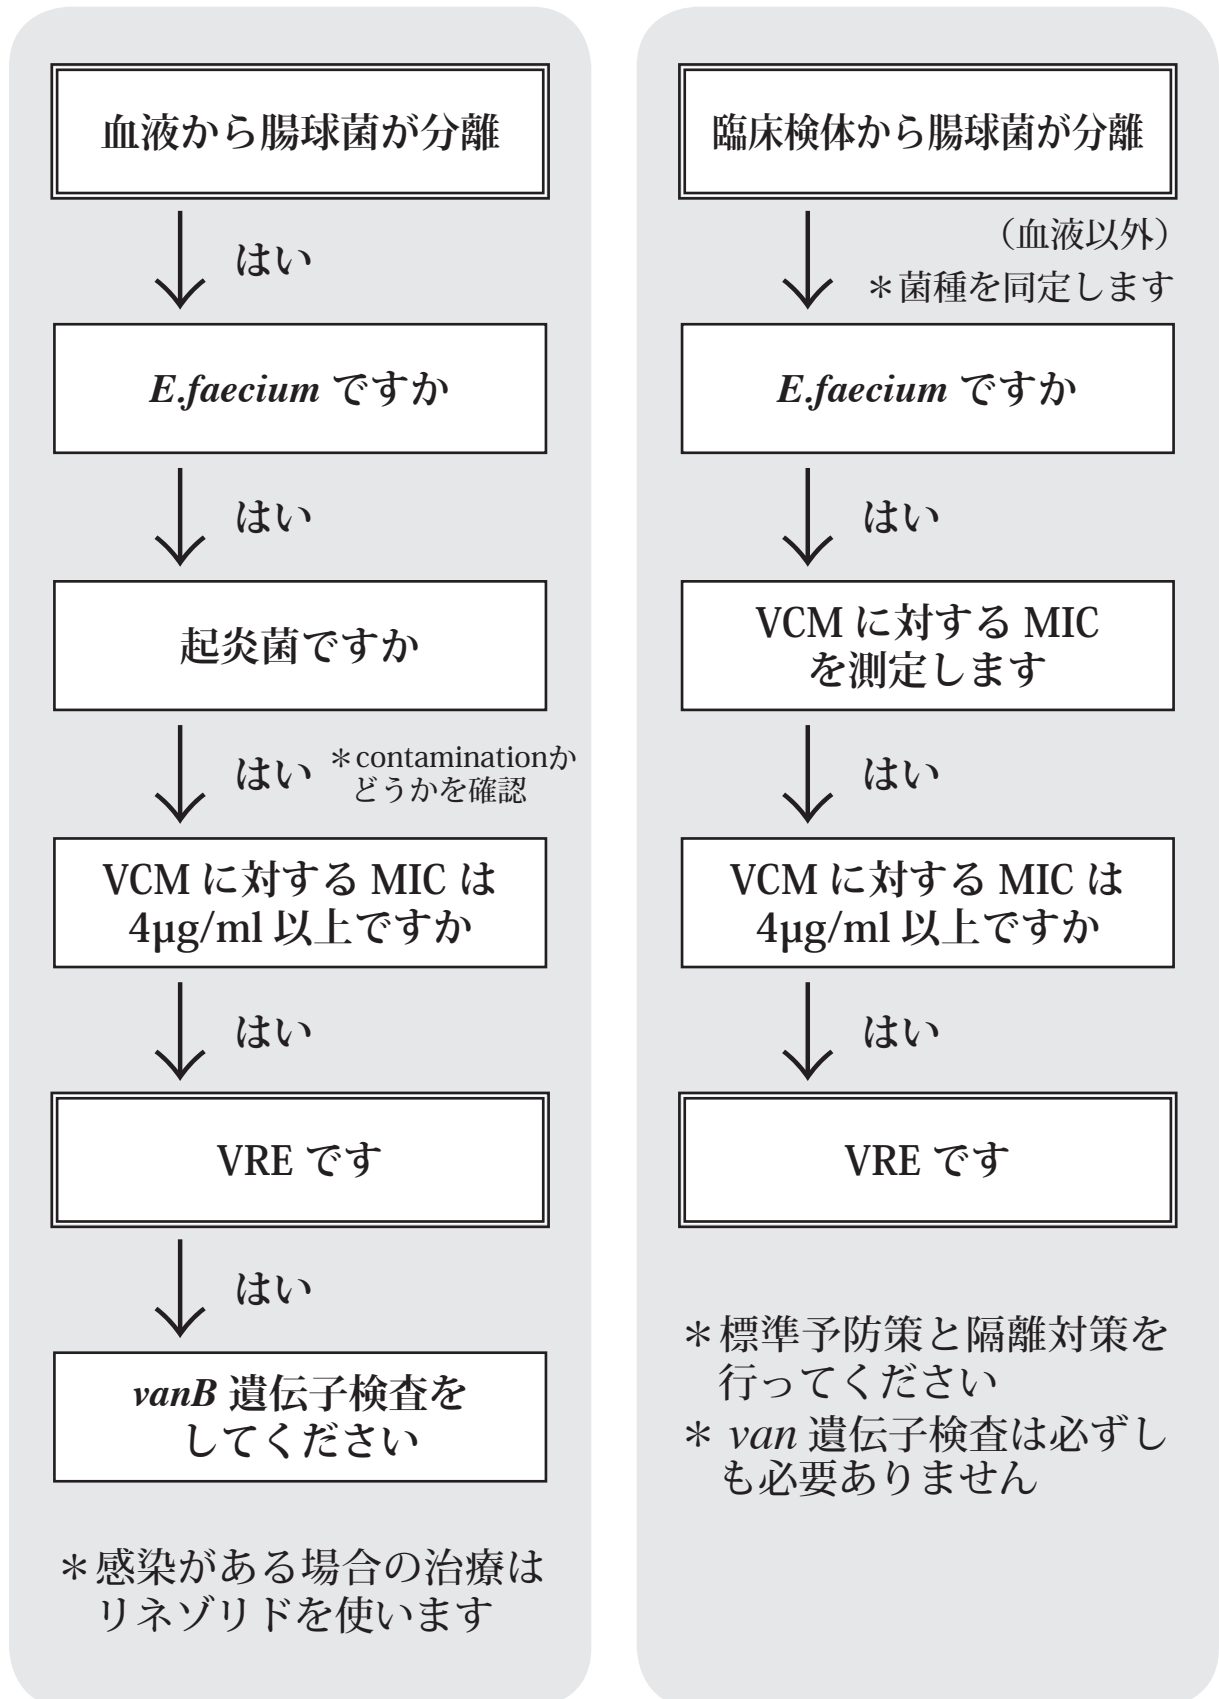 血液から腸球菌が分離
はい
E.faecium ですか
はい
起炎菌ですか
はい
＊contaminationか
どうかを確認
VCM に対する MIC は
4μg/ml 以上ですか
はい
VRE です
はい
vanB 遺伝子検査を
してください
＊感染がある場合の治療は
リネゾリドを使います
臨床検体から腸球菌が分離
（血液以外）
＊菌種を同定します
E.faecium ですか
はい
VCM に対する MIC
を測定します
はい
VCM に対する MIC は
4μg/ml 以上ですか
はい
VRE です
＊標準予防策と隔離対策を
行ってください
＊ van 遺伝子検査は必ずし
も必要ありません